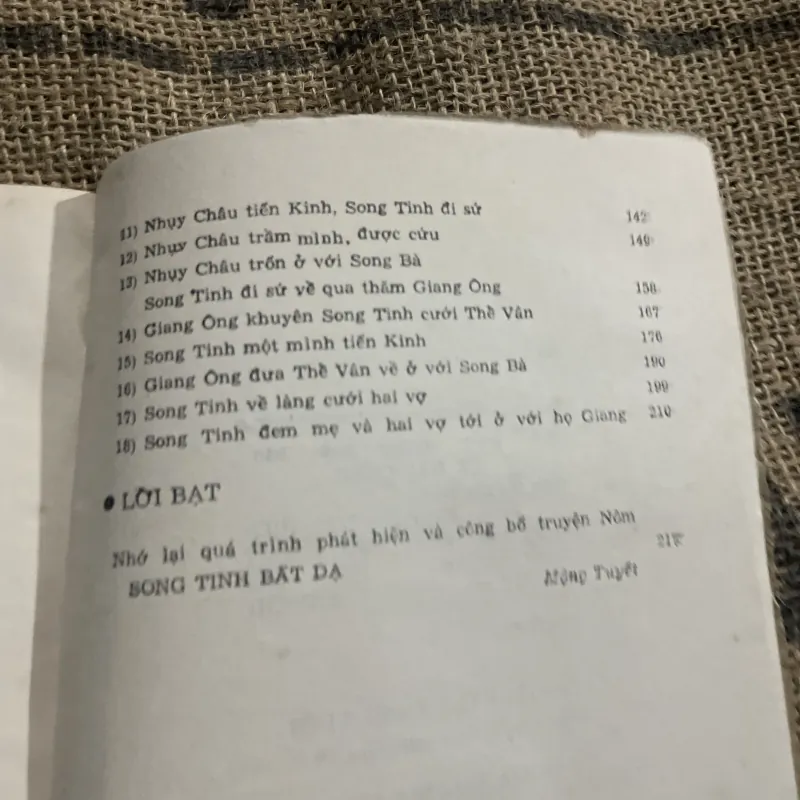 11) Nhụy Châu tiến Kinh, Song Tinh đi sứ 142
12) Nhụy Châu trầm mình, được cứu 149
13) Nhụy Châu trốn ở với Song Bà
Song Tinh đi sứ về qua thăm Giang Ông 158
14) Giang Ông khuyên Song Tinh cưới Thể Vân 167
15) Song Tinh một mình tiến Kinh 176
16) Giang Ông đưa Thể Vân về ở với Song Bà 190
17) Song Tinh về làng cưới hai vợ 199
18) Song Tinh đem mẹ và hai vợ tới ở với họ Giang 210
● LỜI BẠT
Nhớ lại quá trình phát hiện và công bố truyện Nôm
SONG TINH BẤT DẠ
Mộng Tuyết